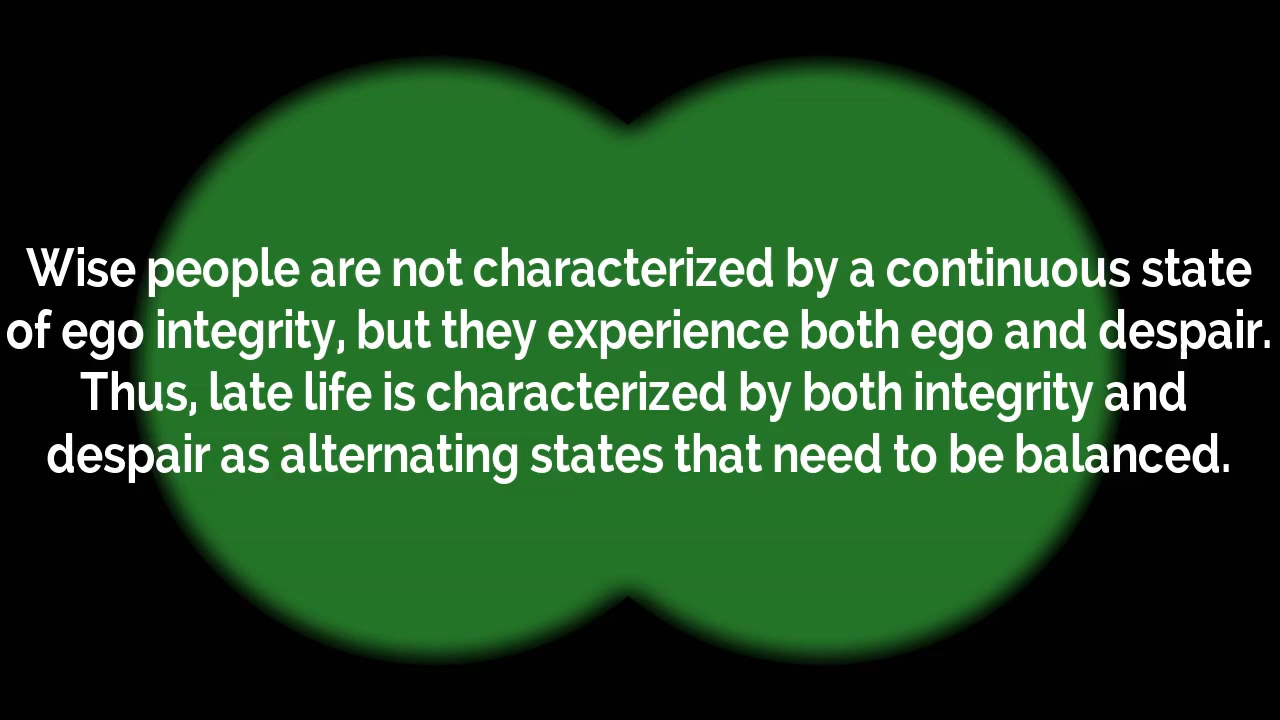 Wise people are not characterized by a continuous state
of ego integrity, but they experience both ego and despair.
Thus, late life is characterized by both integrity and
despair as alternating states that need to be balanced.